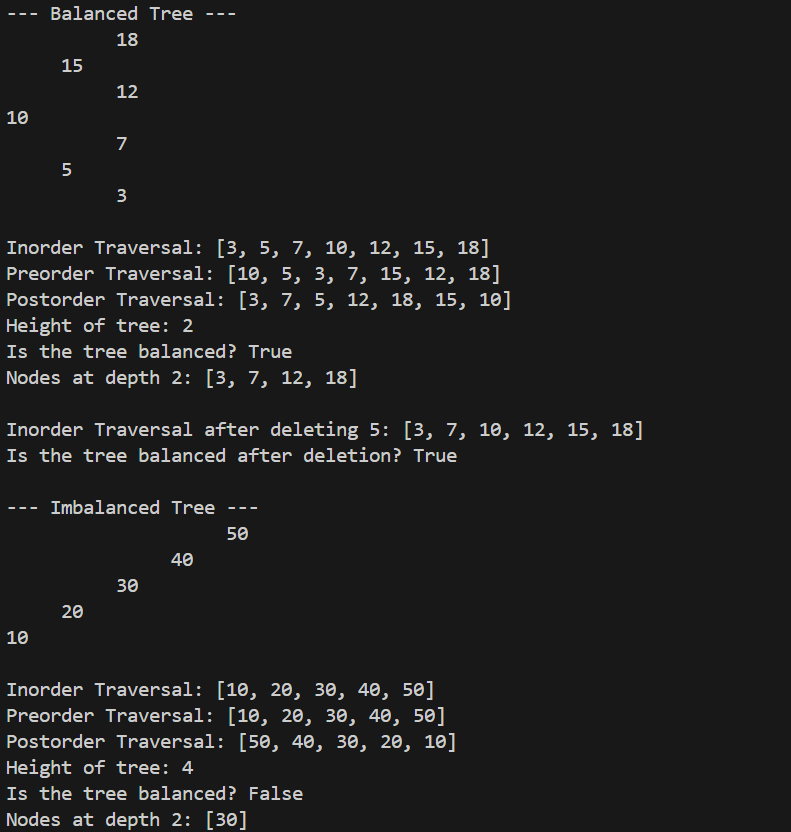 --- Balanced Tree ---
          18
     15
          12
10
          7
     5
          3
Inorder Traversal: [3, 5, 7, 10, 12, 15, 18]
Preorder Traversal: [10, 5, 3, 7, 15, 12, 18]
Postorder Traversal: [3, 7, 5, 12, 18, 15, 10]
Height of tree: 2
Is the tree balanced? True
Nodes at depth 2: [3, 7, 12, 18]
Inorder Traversal after deleting 5: [3, 7, 10, 12, 15, 18]
Is the tree balanced after deletion? True
--- Imbalanced Tree ---
                    50
               40
          30
     20
10
Inorder Traversal: [10, 20, 30, 40, 50]
Preorder Traversal: [10, 20, 30, 40, 50]
Postorder Traversal: [50, 40, 30, 20, 10]
Height of tree: 4
Is the tree balanced? False
Nodes at depth 2: [30]